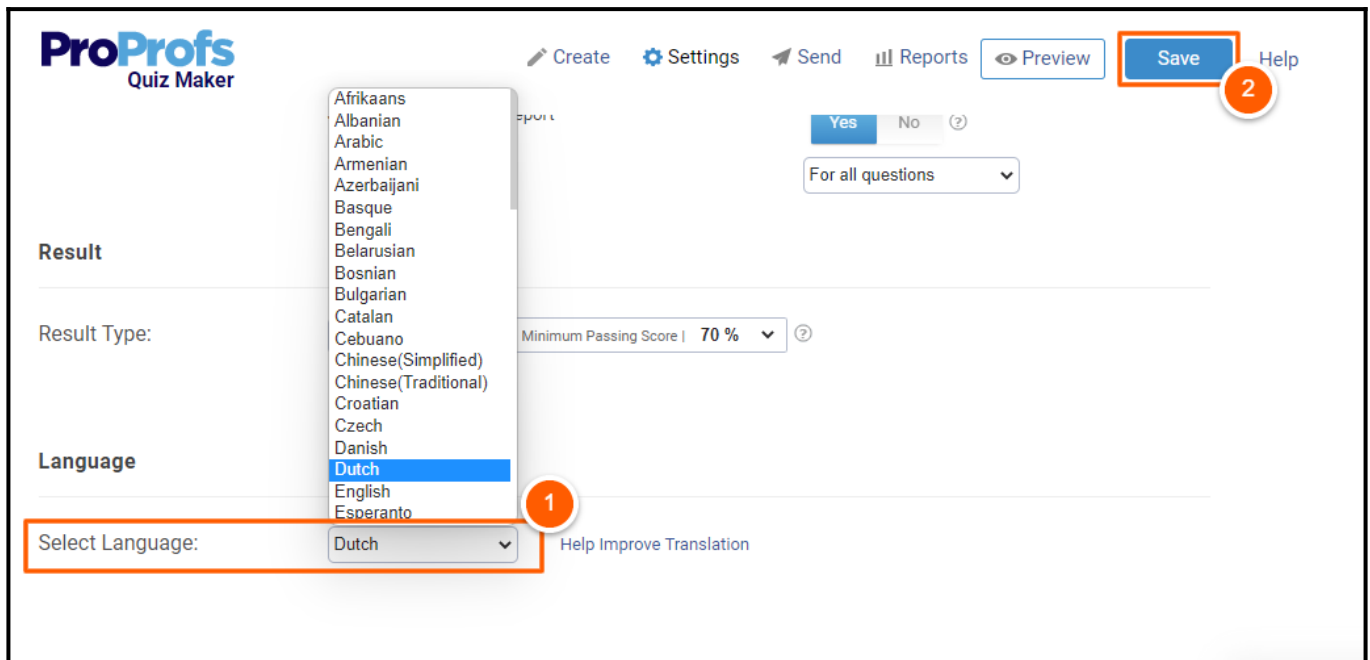 ProProfs
Quiz Maker
Create Settings Send Reports Preview Save Help
2
Yes No ?
For all questions
Afrikaans
Albanian
Arabic
Armenian
Azerbaijani
Basque
Bengali
Belarusian
Bosnian
Bulgarian
Catalan
Cebuano
Chinese(Simplified)
Chinese(Traditional)
Croatian
Czech
Danish
Dutch
English
Esperanto
Result
Result Type: Minimum Passing Score | 70 % ?
Language
1
Select Language: Dutch Help Improve Translation